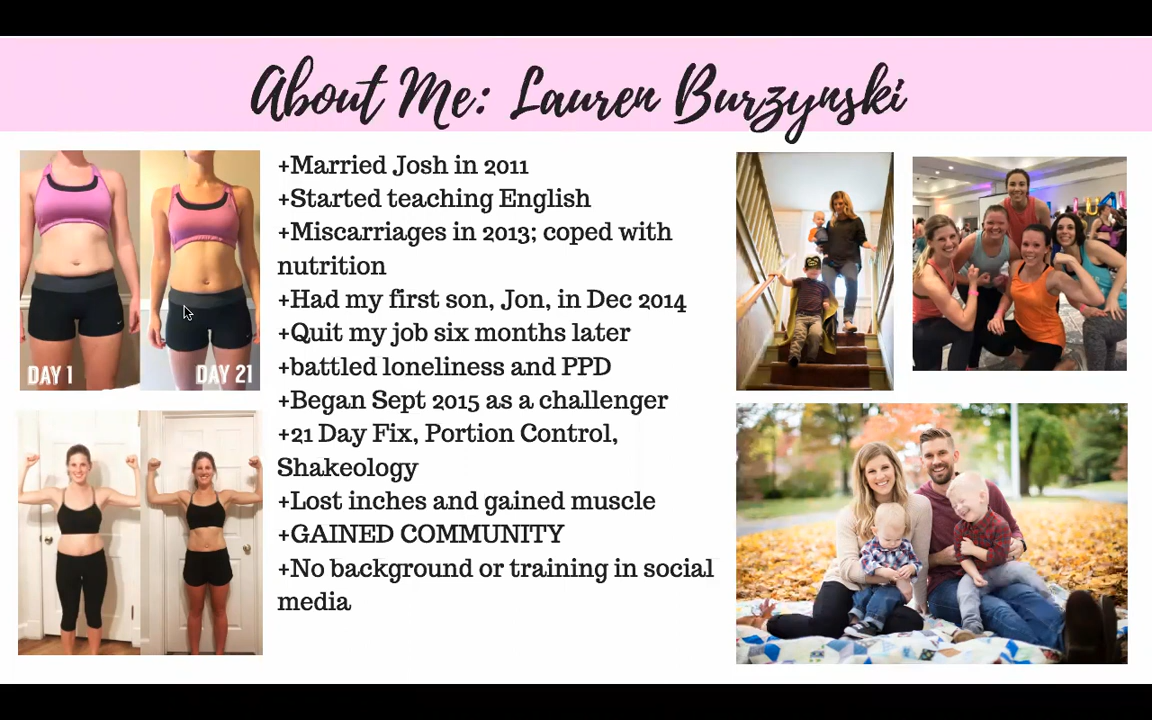 About Me: Lauren Burzynski
+Married Josh in 2011
+Started teaching English
+Miscarriages in 2013; coped with
nutrition
+Had my first son, Jon, in Dec 2014
+Quit my job six months later
+battled loneliness and PPD
+Began Sept 2015 as a challenger
+21 Day Fix, Portion Control,
Shakeology
+Lost inches and gained muscle
+GAINED COMMUNITY
+No background or training in social
media
DAY 1
DAY 21